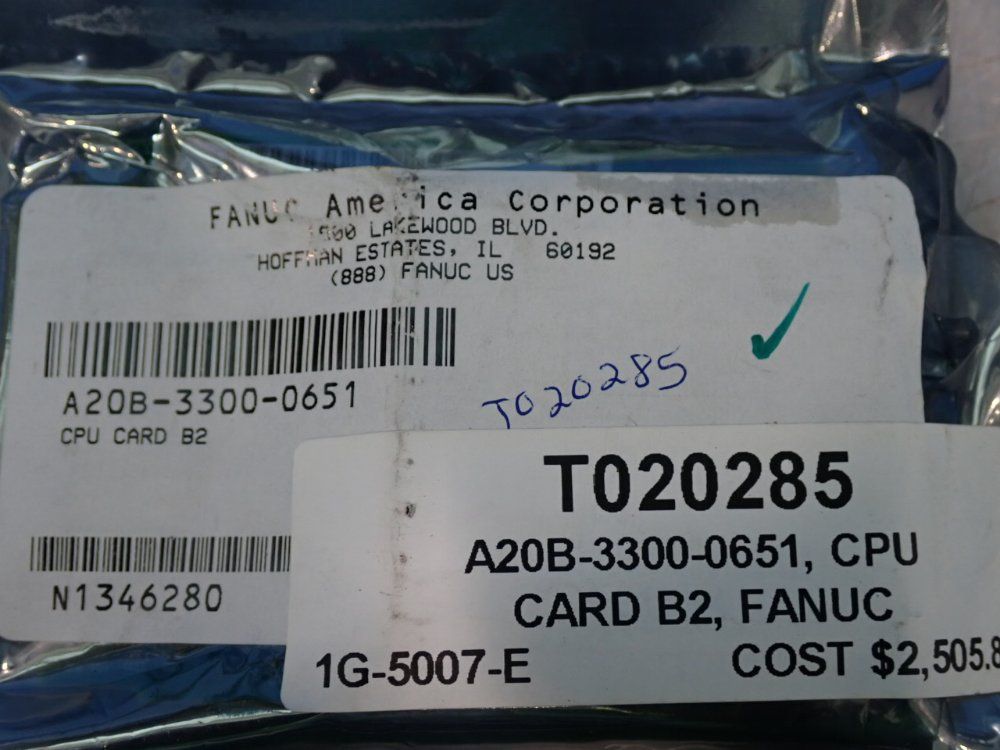 FANUC America Corporation
1900 LAKEWOOD BLVD.
HOFFMAN ESTATES, IL 60192
(888) FANUC US
A20B-3300-0651
CPU CARD B2
T020285
N1346280
T020285
A20B-3300-0651, CPU
CARD B2, FANUC
1G-5007-E COST $2,505.8